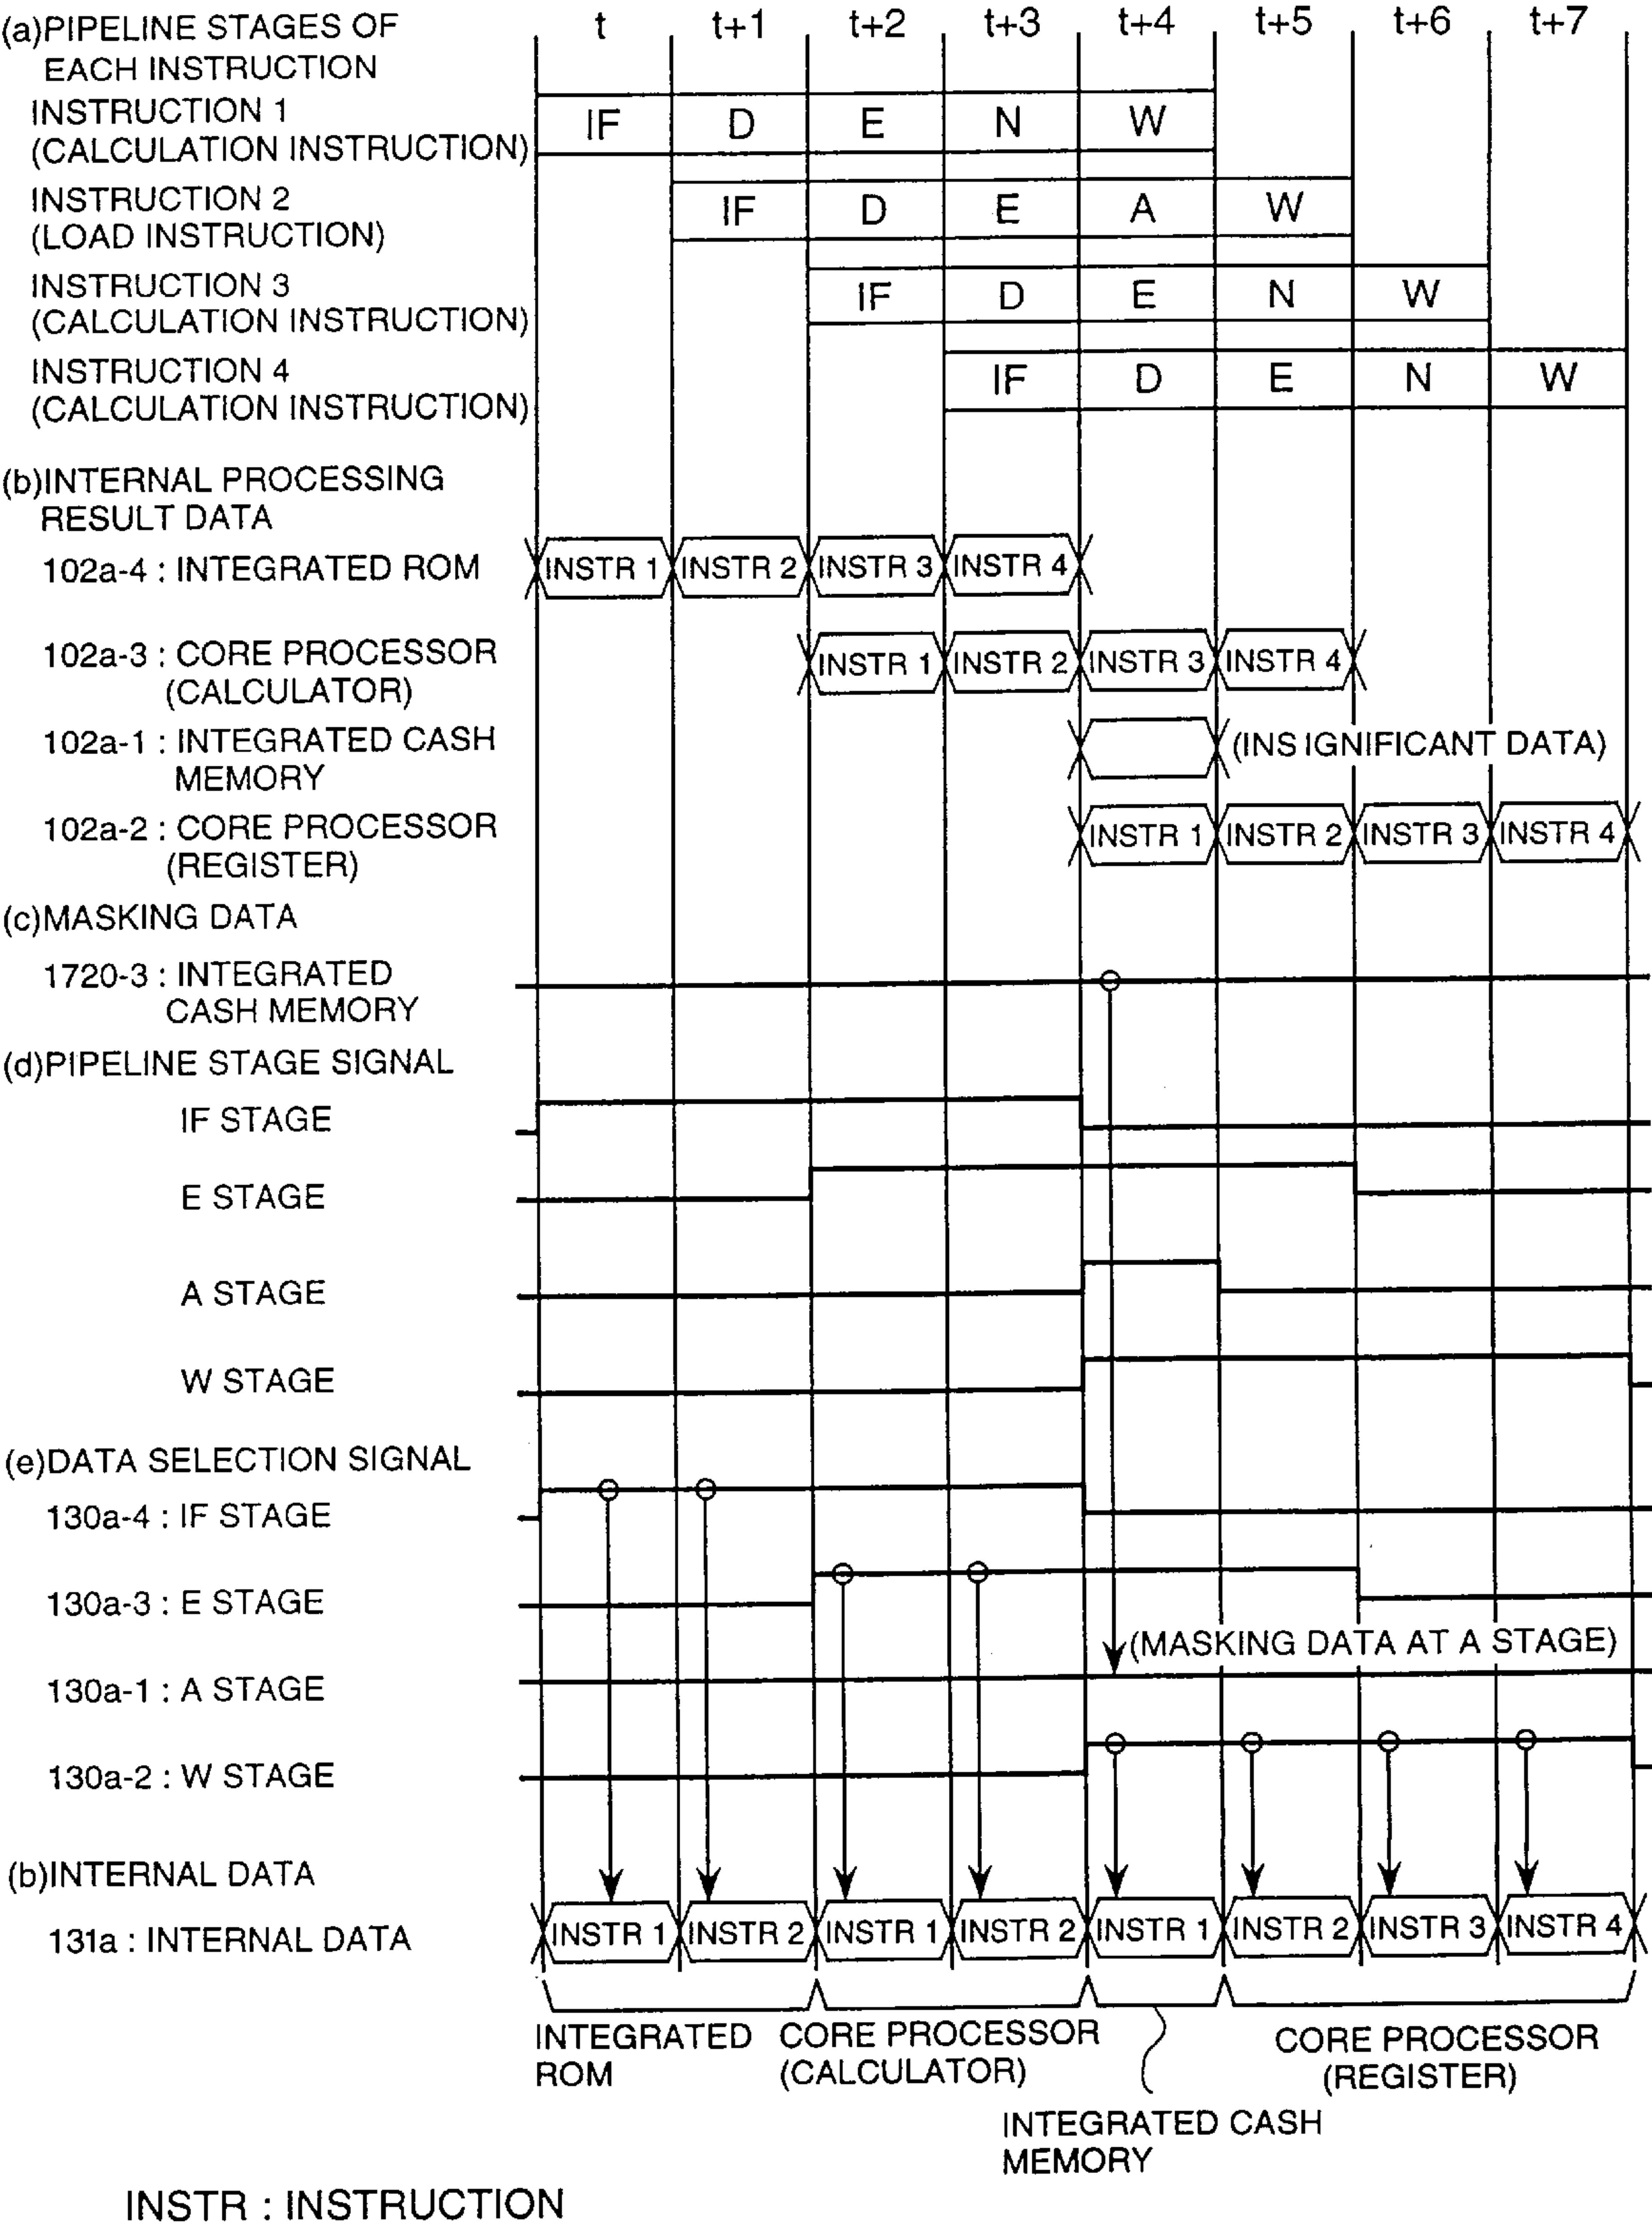 t t+1 t+2 t+3 t+4 t+5 t+6 t+7
(a)PIPELINE STAGES OF
EACH INSTRUCTION
INSTRUCTION 1
(CALCULATION INSTRUCTION)
IF D E N W
INSTRUCTION 2
(LOAD INSTRUCTION)
IF D E A W
INSTRUCTION 3
(CALCULATION INSTRUCTION)
IF D E N W
INSTRUCTION 4
(CALCULATION INSTRUCTION)
IF D E N W
(b)INTERNAL PROCESSING
RESULT DATA
102a-4 : INTEGRATED ROM
INSTR 1 INSTR 2 INSTR 3 INSTR 4
102a-3 : CORE PROCESSOR
(CALCULATOR)
INSTR 1 INSTR 2 INSTR 3 INSTR 4
102a-1 : INTEGRATED CASH
MEMORY
(INSIGNIFICANT DATA)
102a-2 : CORE PROCESSOR
(REGISTER)
INSTR 1 INSTR 2 INSTR 3 INSTR 4
(c)MASKING DATA
1720-3 : INTEGRATED
CASH MEMORY
(d)PIPELINE STAGE SIGNAL
IF STAGE
E STAGE
A STAGE
W STAGE
(e)DATA SELECTION SIGNAL
130a-4 : IF STAGE
130a-3 : E STAGE
(MASKING DATA AT A STAGE)
130a-1 : A STAGE
130a-2 : W STAGE
(b)INTERNAL DATA
131a : INTERNAL DATA
INSTR 1 INSTR 2 INSTR 1 INSTR 2 INSTR 1 INSTR 2 INSTR 3 INSTR 4
INTEGRATED
ROM
CORE PROCESSOR
(CALCULATOR)
INTEGRATED CASH
MEMORY
CORE PROCESSOR
(REGISTER)
INSTR : INSTRUCTION